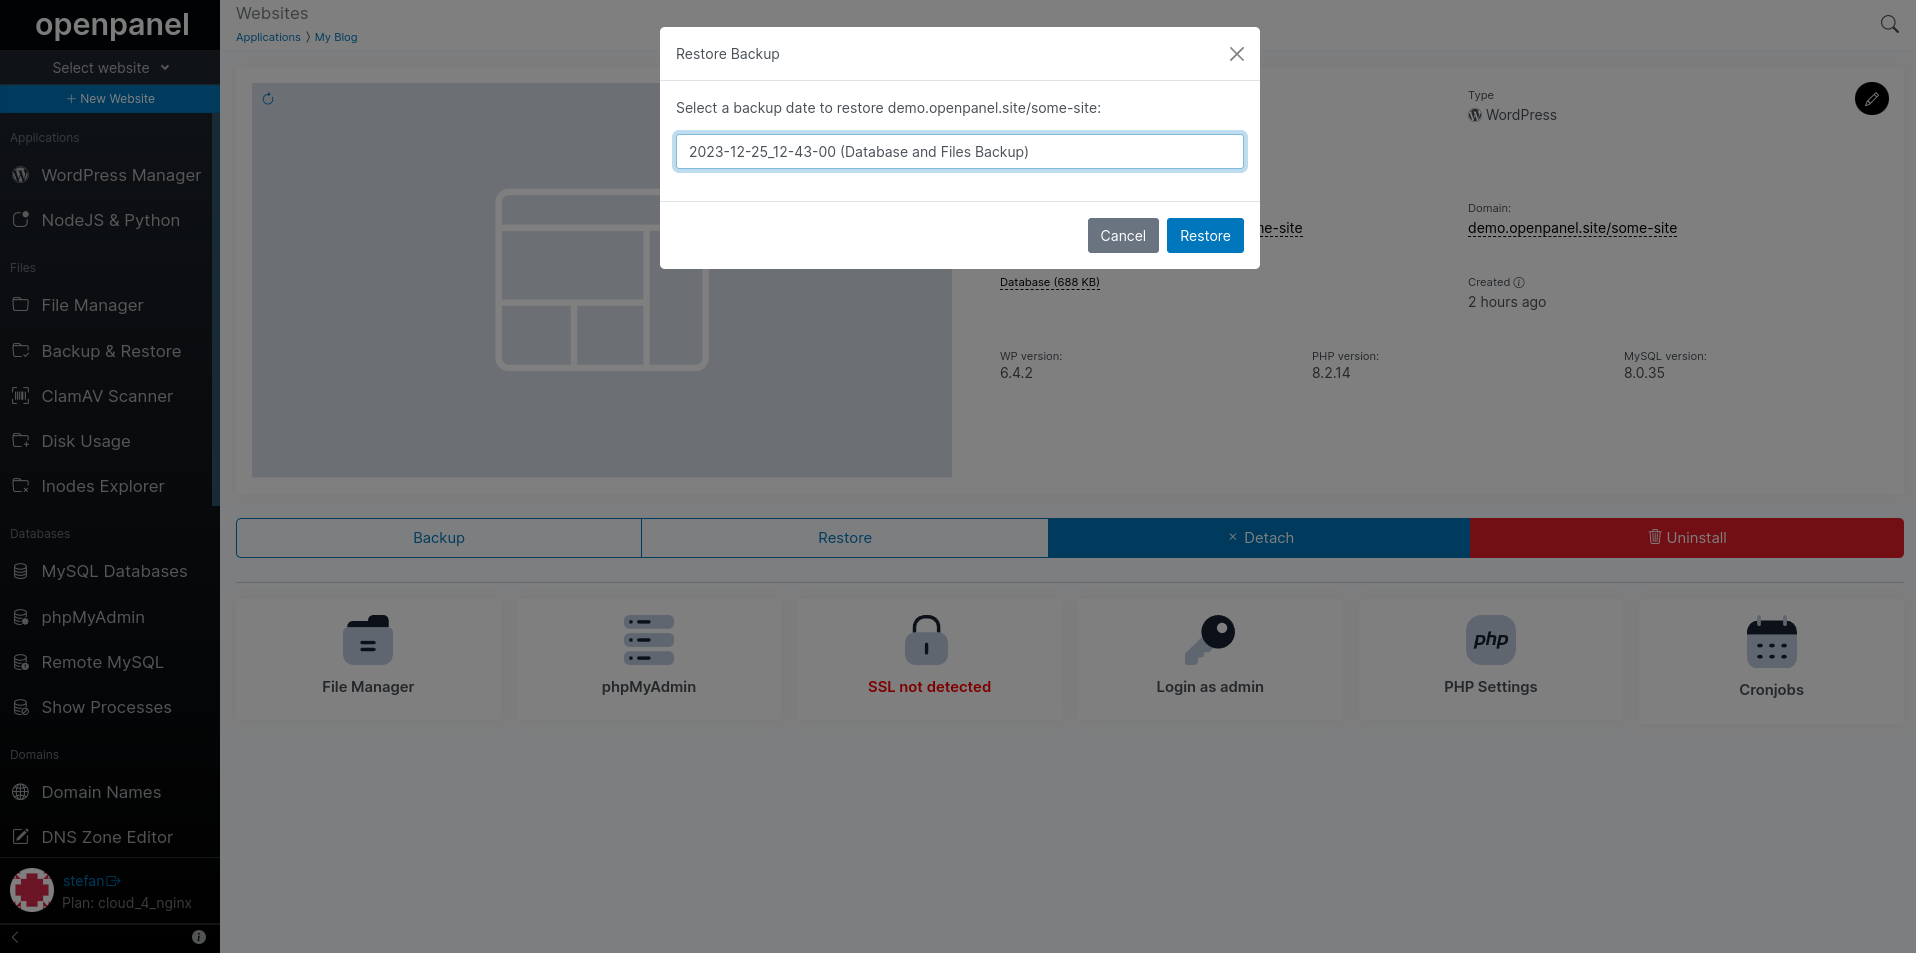 openpanel
Select website
+ New Website
Applications
WordPress Manager
NodeJS & Python
Files
File Manager
Backup & Restore
ClamAV Scanner
Disk Usage
Inodes Explorer
Databases
MySQL Databases
phpMyAdmin
Remote MySQL
Show Processes
Domains
Domain Names
DNS Zone Editor
stefan
Plan: cloud_4_nginx
Websites
Applications > My Blog
Restore Backup
Select a backup date to restore demo.openpanel.site/some-site:
2023-12-25_12-43-00 (Database and Files Backup)
Cancel
Restore
Type
WordPress
Domain:
demo.openpanel.site/some-site
Database (688 KB)
Created
2 hours ago
WP version:
6.4.2
PHP version:
8.2.14
MySQL version:
8.0.35
Backup
Restore
× Detach
Uninstall
File Manager
phpMyAdmin
SSL not detected
Login as admin
php
PHP Settings
Cronjobs